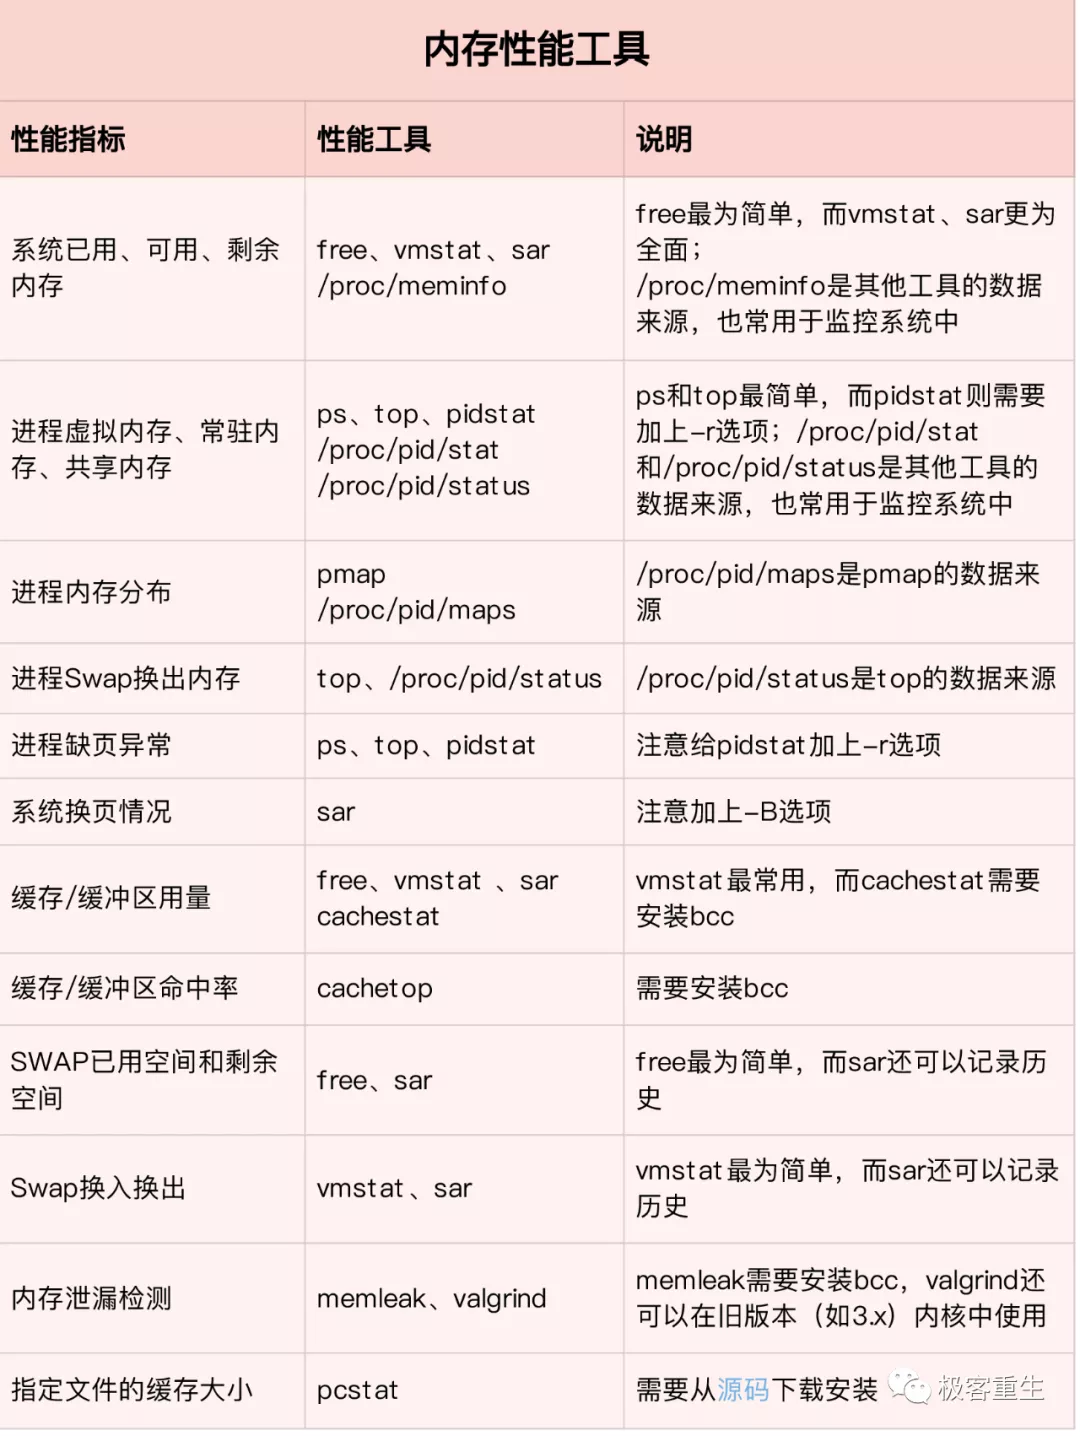 内存性能工具
性能指标
性能工具
说明
系统已用、可用、剩余
内存
free、vmstat、sar
/proc/meminfo
free最为简单，而vmstat、sar更为
全面；
/proc/meminfo是其他工具的数据
来源，也常用于监控系统中
进程虚拟内存、常驻内
存、共享内存
ps、top、pidstat
/proc/pid/stat
/proc/pid/status
ps和top最简单，而pidstat则需要
加上-r选项；/proc/pid/stat
和/proc/pid/status是其他工具的
数据来源，也常用于监控系统中
进程内存分布
pmap
/proc/pid/maps
/proc/pid/maps是pmap的数据来
源
进程Swap换出内存
top、/proc/pid/status
/proc/pid/status是top的数据来源
进程缺页异常
ps、top、pidstat
注意给pidstat加上-r选项
系统换页情况
sar
注意加上-B选项
缓存/缓冲区用量
free、vmstat 、sar
cachestat
vmstat最常用，而cachestat需要
安装bcc
缓存/缓冲区命中率
cachetop
需要安装bcc
SWAP已用空间和剩余
空间
free、sar
free最为简单，而sar还可以记录历
史
Swap换入换出
vmstat、sar
vmstat最为简单，而sar还可以记录
历史
内存泄漏检测
memleak、valgrind
memleak需要安装bcc，valgrind还
可以在旧版本（如3.x）内核中使用
指定文件的缓存大小
pcstat
需要从源码下载安装
极客重生